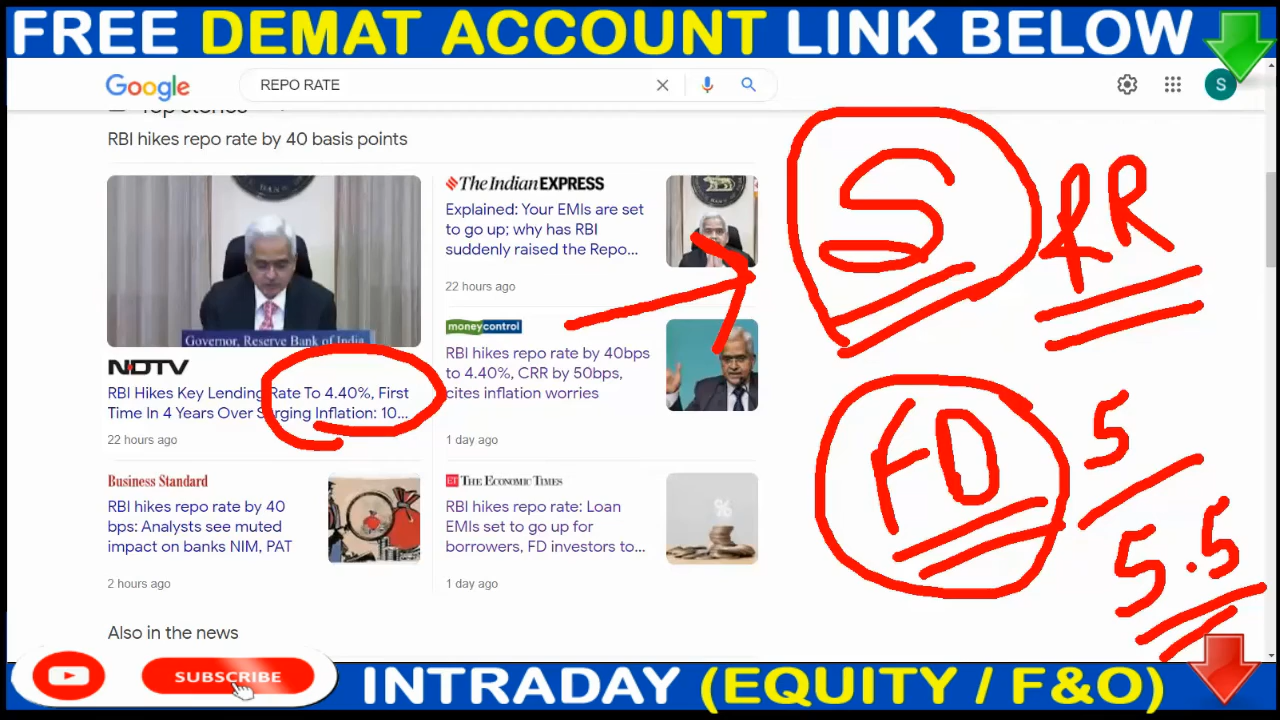 FREE DEMAT ACCOUNT LINK BELOW
Google
REPO RATE
S
Top stories
RBI hikes repo rate by 40 basis points
Governor, Reserve Bank of India
NDTV
RBI Hikes Key Lending Rate To 4.40%, First
Time In 4 Years Over Surging Inflation: 10...
22 hours ago
The Indian EXPRESS
Explained: Your EMIs are set
to go up; why has RBI
suddenly raised the Repo...
22 hours ago
moneycontrol
RBI hikes repo rate by 40bps
to 4.40%, CRR by 50bps,
cites inflation worries
1 day ago
Business Standard
RBI hikes repo rate by 40
bps: Analysts see muted
impact on banks NIM, PAT
2 hours ago
ET THE ECONOMIC TIMES
RBI hikes repo rate: Loan
EMIs set to go up for
borrowers, FD investors to...
1 day ago
Also in the news
S RR
FD 5
5.5
SUBSCRIBE
INTRADAY (EQUITY / F&O)